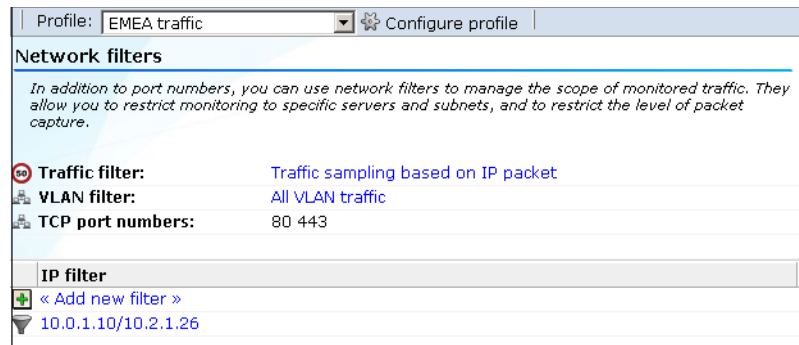 Profile: EMEA traffic Configure profile
Network filters
In addition to port numbers, you can use network filters to manage the scope of monitored traffic. They
allow you to restrict monitoring to specific servers and subnets, and to restrict the level of packet
capture.
50 Traffic filter: Traffic sampling based on IP packet
VLAN filter: All VLAN traffic
TCP port numbers: 80 443
IP filter
« Add new filter »
10.0.1.10/10.2.1.26